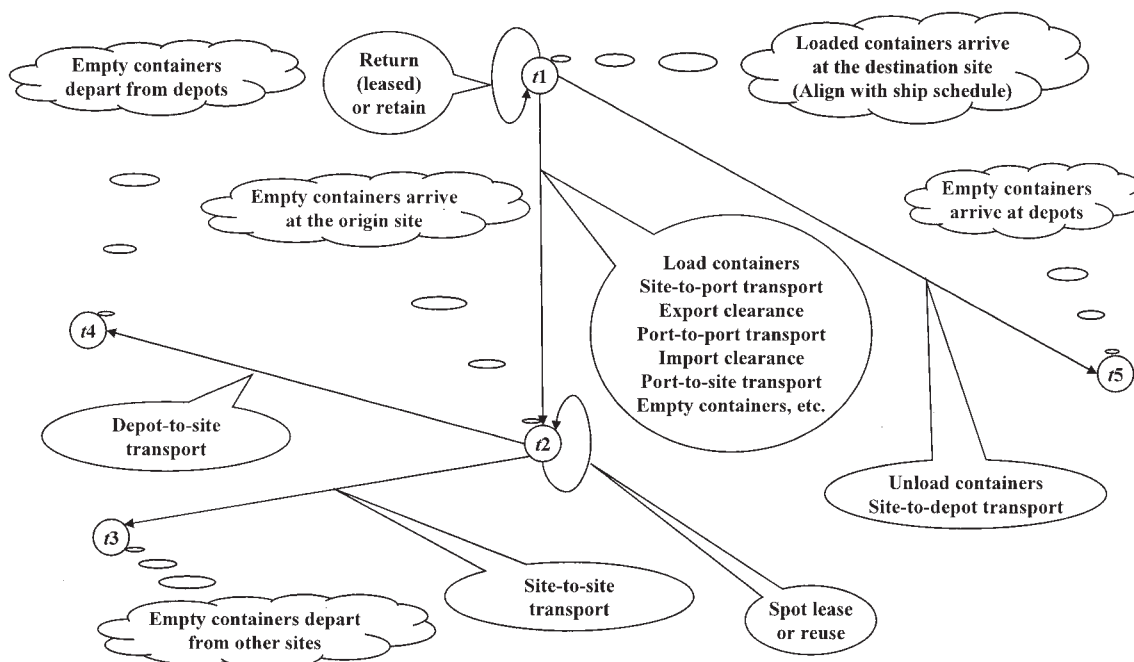 Empty containers
depart from depots
Return
(leased)
or retain
t1
Loaded containers arrive
at the destination site
(Align with ship schedule)
Empty containers arrive
at the origin site
Empty containers
arrive at depots
Load containers
Site-to-port transport
Export clearance
Port-to-port transport
Import clearance
Port-to-site transport
Empty containers, etc.
t4
t5
Depot-to-site
transport
t2
Unload containers
Site-to-depot transport
t3
Site-to-site
transport
Spot lease
or reuse
Empty containers depart
from other sites